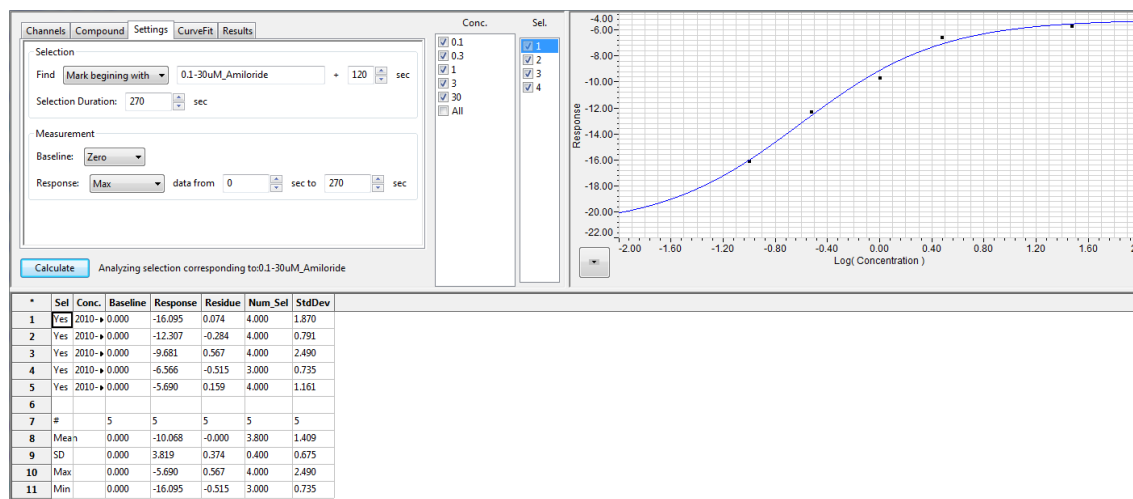 Channels Compound Settings CurveFit Results
Selection
Find Mark begining with 0.1-30uM_Amiloride + 120 sec
Selection Duration: 270 sec
Measurement
Baseline: Zero
Response: Max data from 0 sec to 270 sec
Calculate Analyzing selection corresponding to:0.1-30uM_Amiloride
Conc.
0.1
0.3
1
3
30
All
Sel.
1
2
3
4
-4.00
-6.00
-10.00
-12.00
-14.00
-16.00
-18.00
-20.00
-22.00
Response
-2.00 -1.60 -1.20 -0.80 -0.40 0.00 0.40 0.80 1.20 1.60 2
Log( Concentration )
* Sel Conc. Baseline Response Residue Num_Sel StdDev
1 Yes 2010- 0.000 -16.095 0.074 4.000 1.870
2 Yes 2010- 0.000 -12.307 -0.284 4.000 0.791
3 Yes 2010- 0.000 -9.681 0.567 4.000 2.490
4 Yes 2010- 0.000 -6.566 -0.515 3.000 0.735
5 Yes 2010- 0.000 -5.690 0.159 4.000 1.161
6
7 # 5 5 5 5 5
8 Mean 0.000 -10.068 -0.000 3.800 1.409
9 SD 0.000 3.819 0.374 0.400 0.675
10 Max 0.000 -5.690 0.567 4.000 2.490
11 Min 0.000 -16.095 -0.515 3.000 0.735